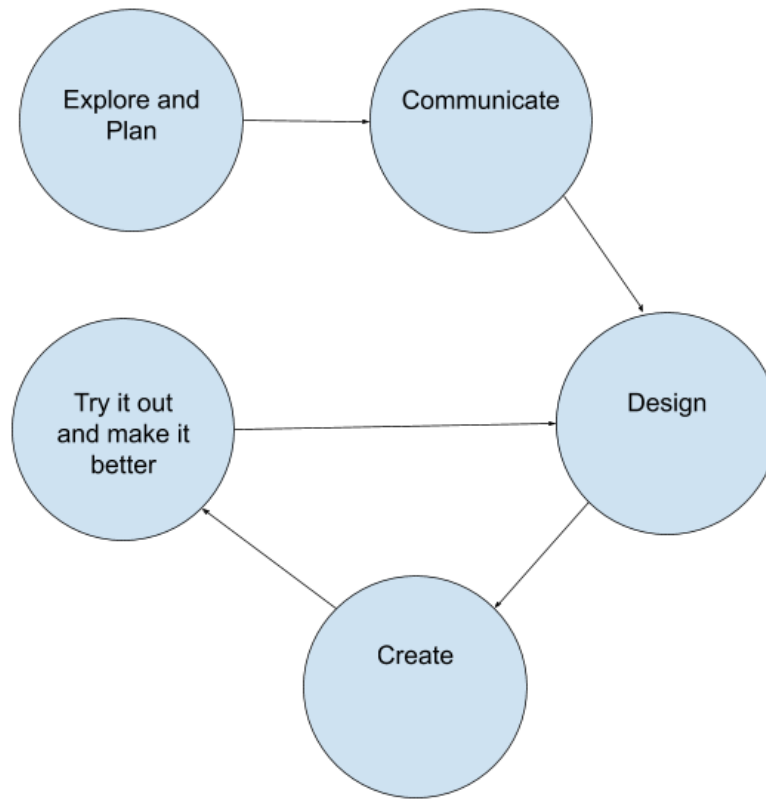 Explore and
Plan
Communicate
Design
Create
Try it out
and make it
better